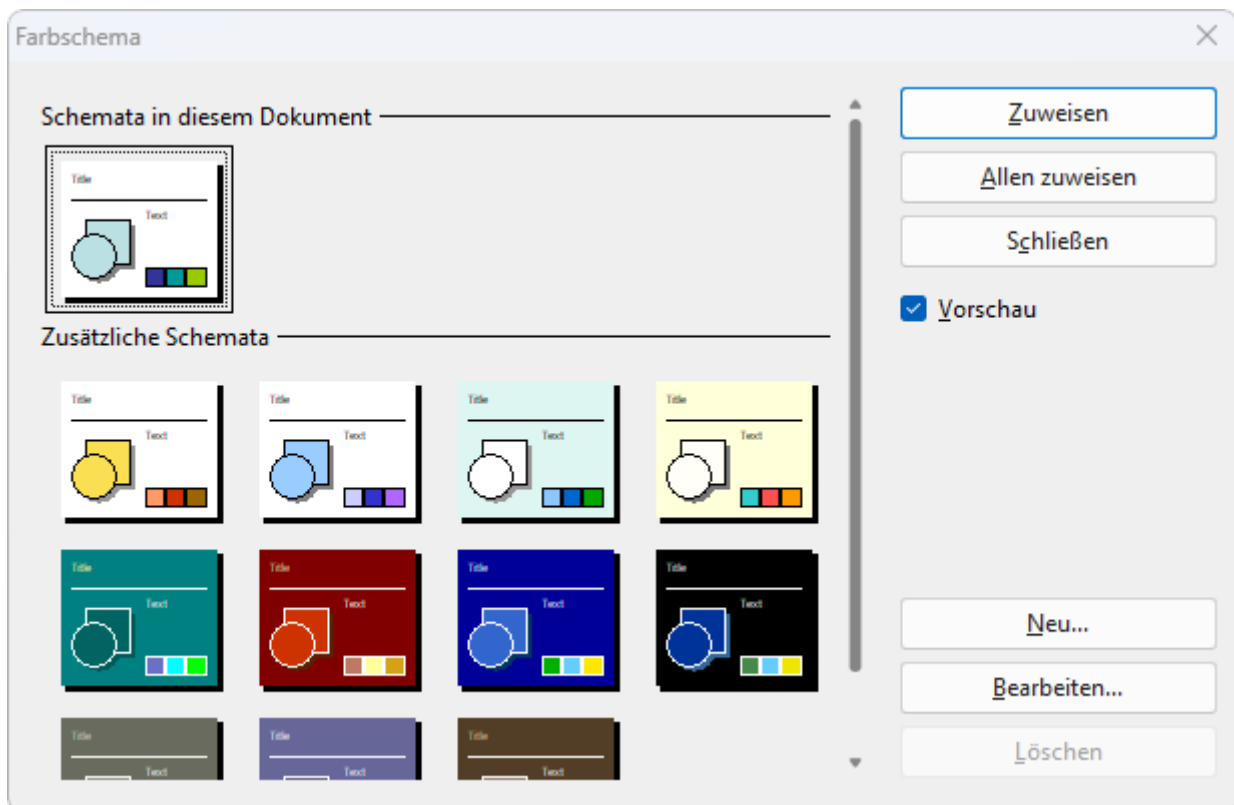 Farbschema
Schemata in diesem Dokument
Title
Text
Zusätzliche Schemata
Title
Text
Title
Text
Title
Text
Title
Text
Title
Text
Title
Text
Title
Text
Title
Text
Title
Text
Title
Text
Title
Text
Zuweisen
Allen zuweisen
Schließen
Vorschau
Neu...
Bearbeiten...
Löschen